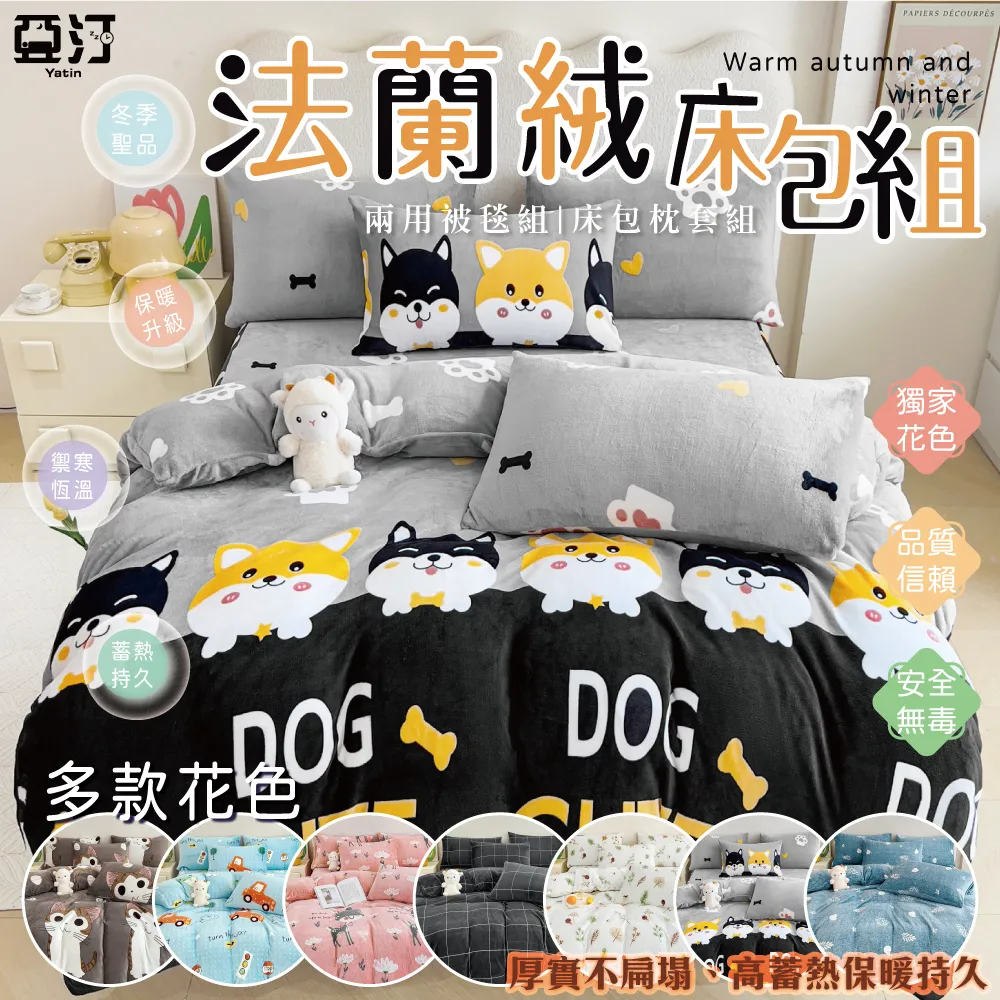 亞汀
Yatin
法蘭絨床包組
Warm autumn and
winter
PAPIERS DÉCOUPÉS
兩用被毯組|床包枕套組
冬季
聖品
保暖
升級
禦寒
恆溫
蓄熱
持久
獨家
花色
品質
信賴
安全
無毒
DOG
DOG
CUTE
多款花色
厚實不扁塌、高蓄熱保暖持久